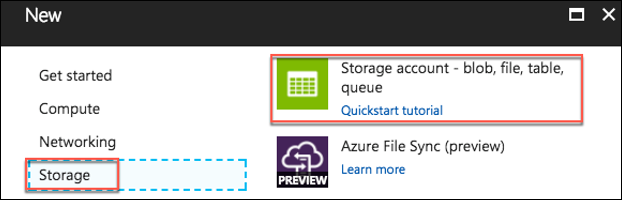 New
Get started
Compute
Networking
Storage
Storage account - blob, file, table,
queue
Quickstart tutorial
Azure File Sync (preview)
Learn more
PREVIEW